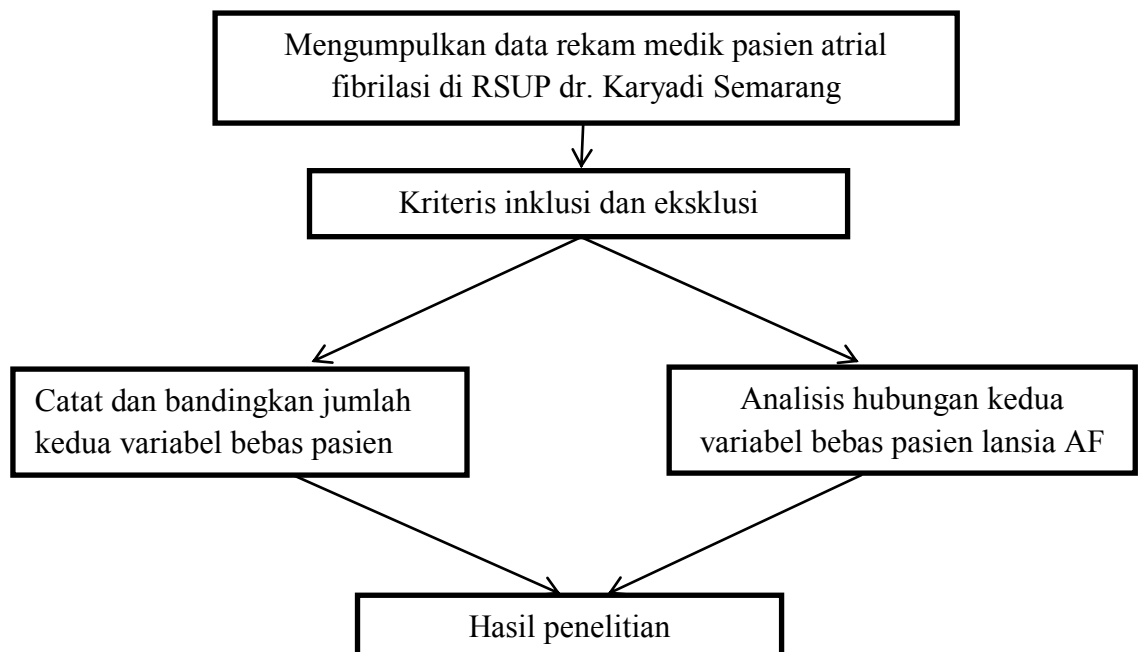 Mengumpulkan data rekam medik pasien atrial
fibrilasi di RSUP dr. Karyadi Semarang
Kriteris inklusi dan eksklusi
Catat dan bandingkan jumlah
kedua variabel bebas pasien
Analisis hubungan kedua
variabel bebas pasien lansia AF
Hasil penelitian